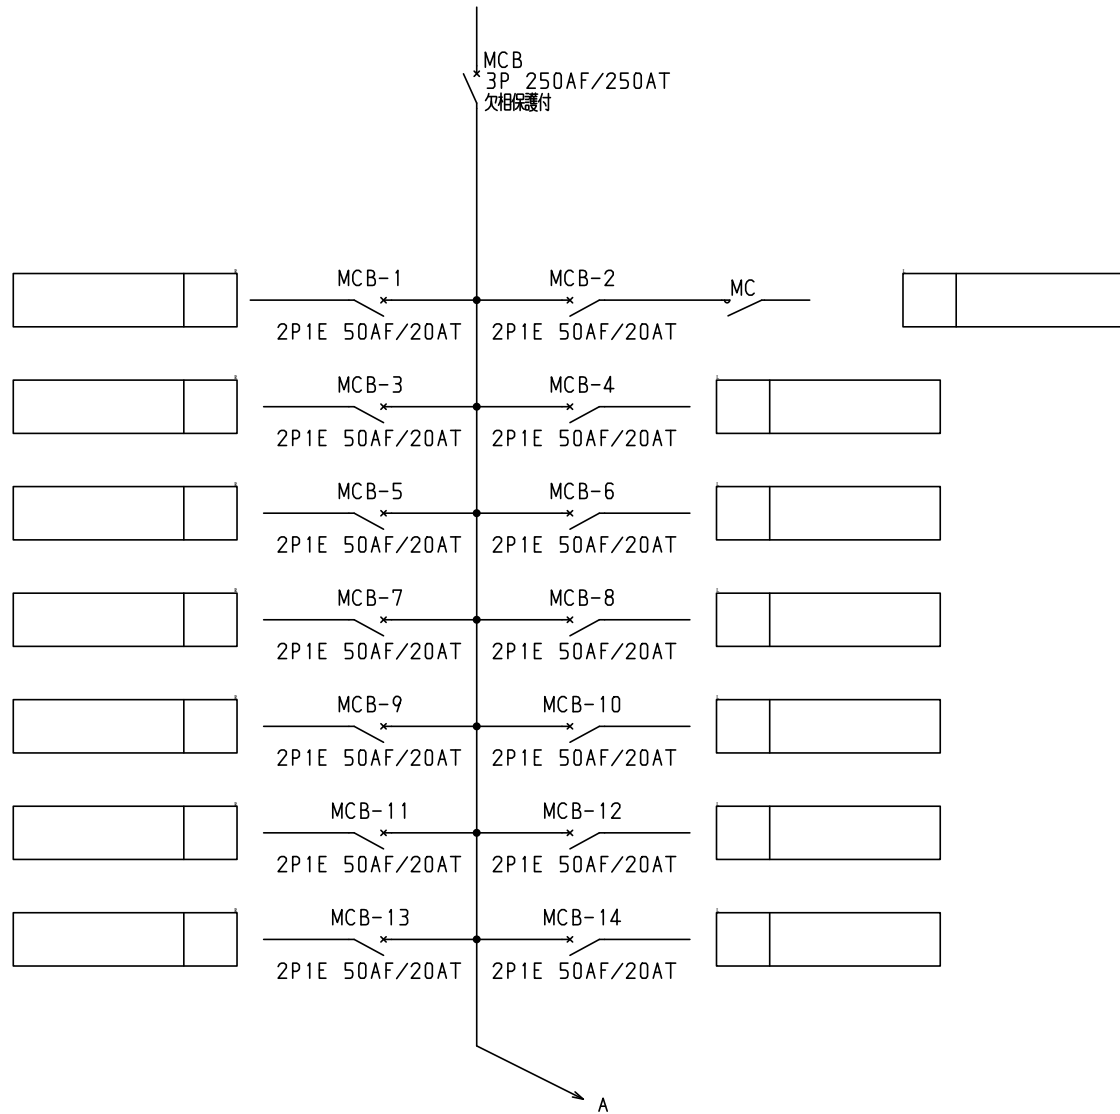 MCB
3P 250AF/250AT
欠相保護付
MCB-1
MCB-2
MC
2P1E 50AF/20AT
2P1E 50AF/20AT
MCB-3
MCB-4
2P1E 50AF/20AT
2P1E 50AF/20AT
MCB-5
MCB-6
2P1E 50AF/20AT
2P1E 50AF/20AT
MCB-7
MCB-8
2P1E 50AF/20AT
2P1E 50AF/20AT
MCB-9
MCB-10
2P1E 50AF/20AT
2P1E 50AF/20AT
MCB-11
MCB-12
2P1E 50AF/20AT
2P1E 50AF/20AT
MCB-13
MCB-14
2P1E 50AF/20AT
2P1E 50AF/20AT
A